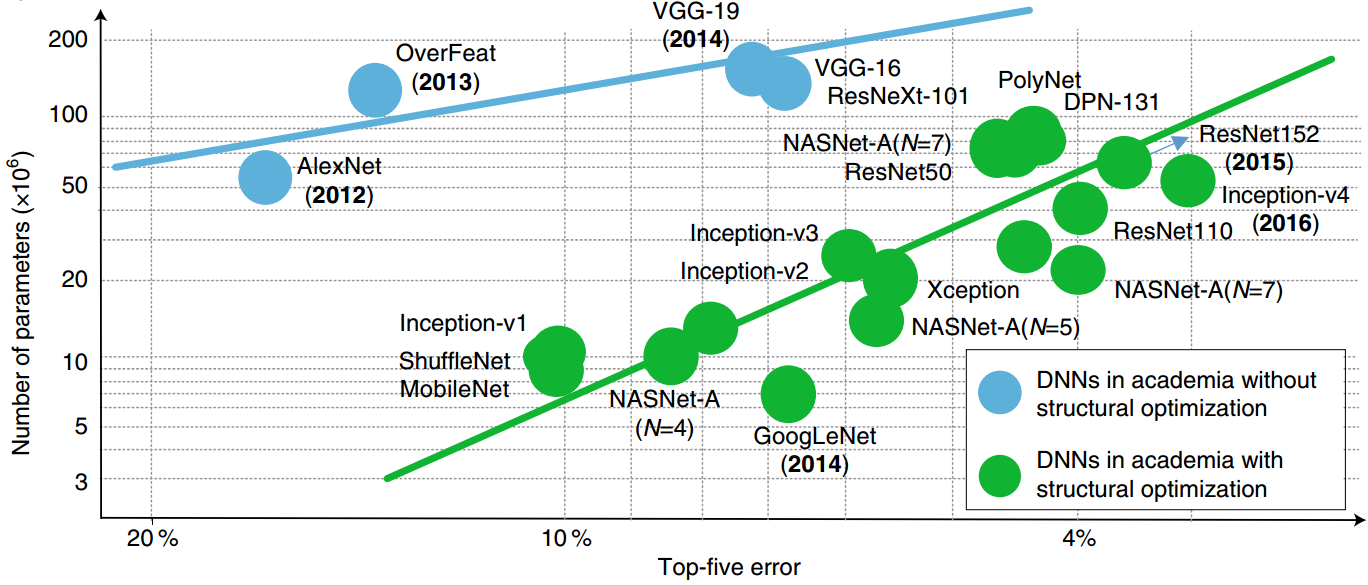 VGG-19
(2014)
200
OverFeat
(2013)
VGG-16
ResNeXt-101
PolyNet
DPN-131
100
NASNet-A(N=7)
ResNet50
ResNet152
(2015)
AlexNet
(2012)
50
Inception-v4
(2016)
Inception-v3
ResNet110
Inception-v2
20
Xception
NASNet-A(N=7)
Inception-v1
NASNet-A(N=5)
10
ShuffleNet
MobileNet
NASNet-A
(N=4)
5
GoogLeNet
(2014)
3
DNNs in academia without
structural optimization
DNNs in academia with
structural optimization
Number of parameters (×10⁶)
20 %
10 %
4%
Top-five error